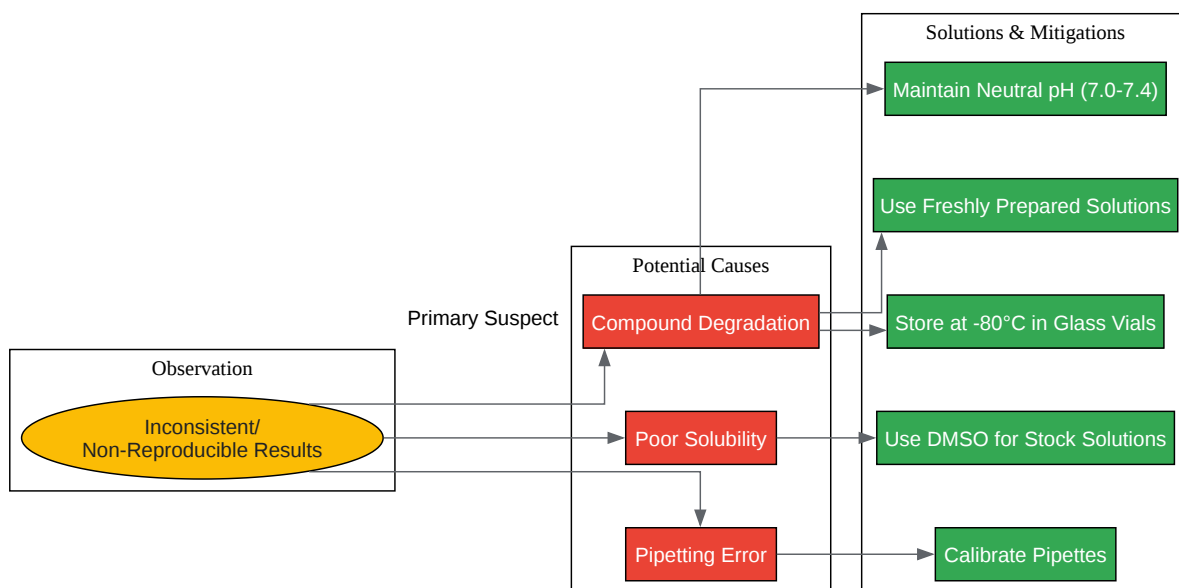 Observation
Inconsistent/
Non-Reproducible Results
Primary Suspect
Potential Causes
Compound Degradation
Poor Solubility
Pipetting Error
Solutions & Mitigations
Maintain Neutral pH (7.0-7.4)
Use Freshly Prepared Solutions
Store at -80°C in Glass Vials
Use DMSO for Stock Solutions
Calibrate Pipettes